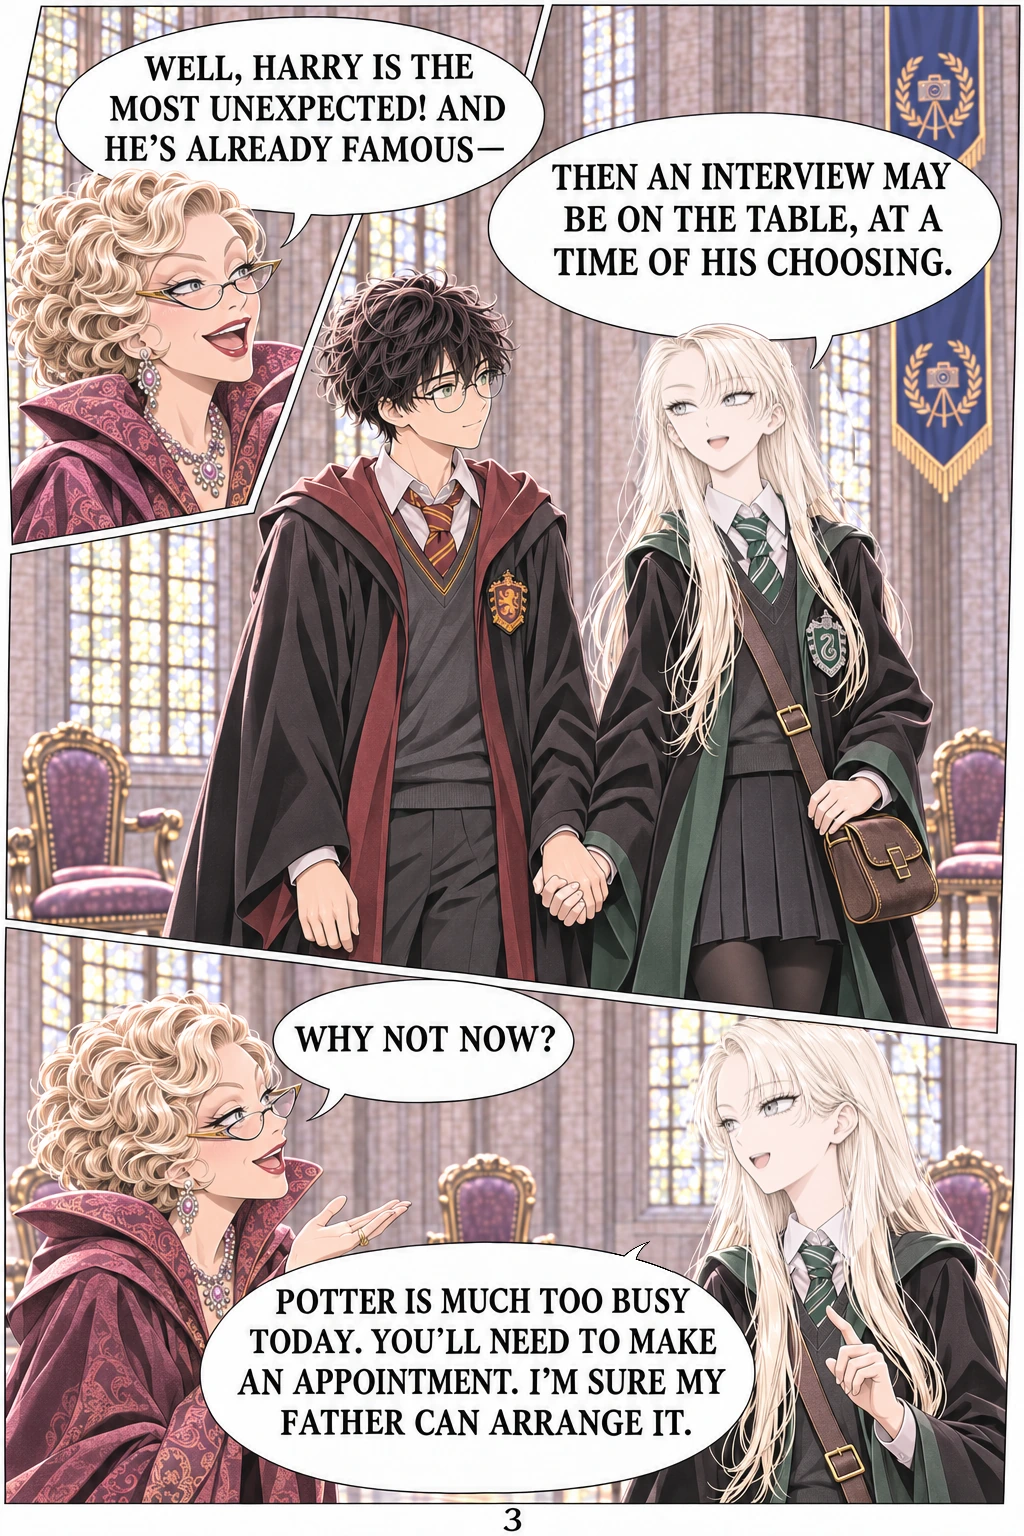 WELL, HARRY IS THE
MOST UNEXPECTED! AND
HE'S ALREADY FAMOUS—
THEN AN INTERVIEW MAY
BE ON THE TABLE, AT A
TIME OF HIS CHOOSING.
WHY NOT NOW?
POTTER IS MUCH TOO BUSY
TODAY. YOU'LL NEED TO MAKE
AN APPOINTMENT. I'M SURE MY
FATHER CAN ARRANGE IT.
3